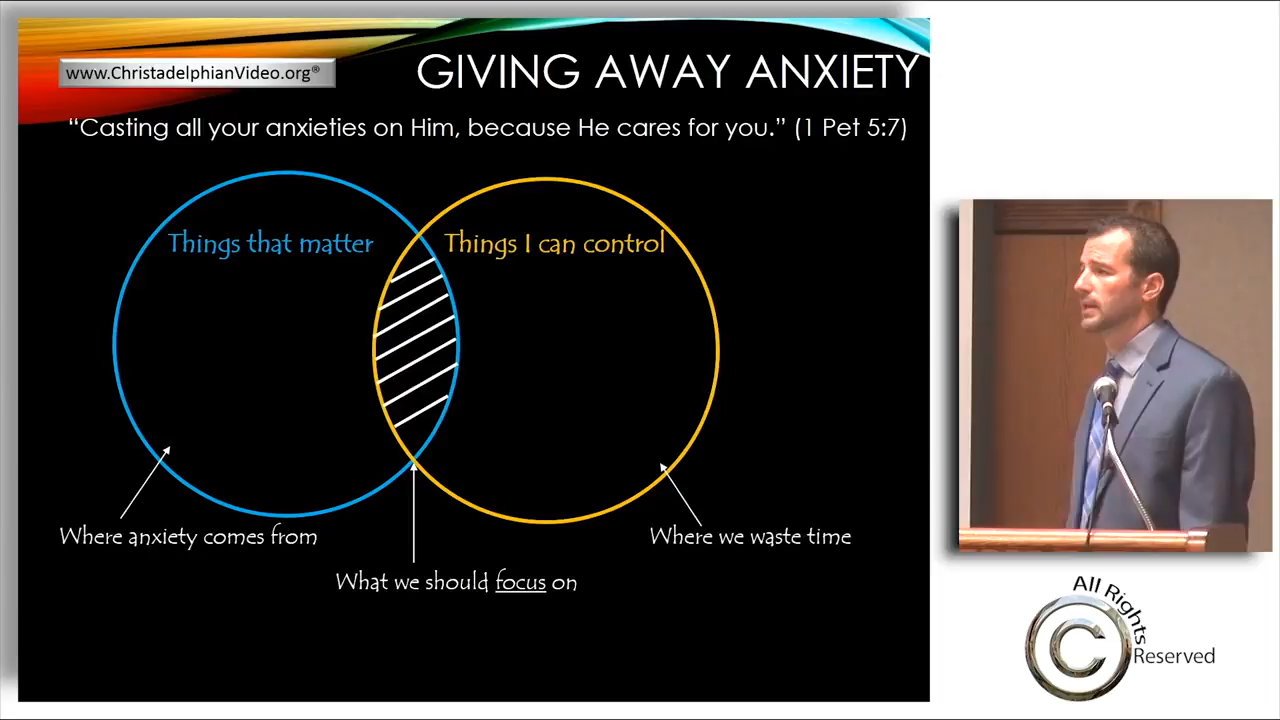 www.ChristadelphianVideo.org®
GIVING AWAY ANXIETY
“Casting all your anxieties on Him, because He cares for you.” (1 Pet 5:7)
Things that matter
Things I can control
Where anxiety comes from
Where we waste time
What we should focus on
All Rights
C
Reserved